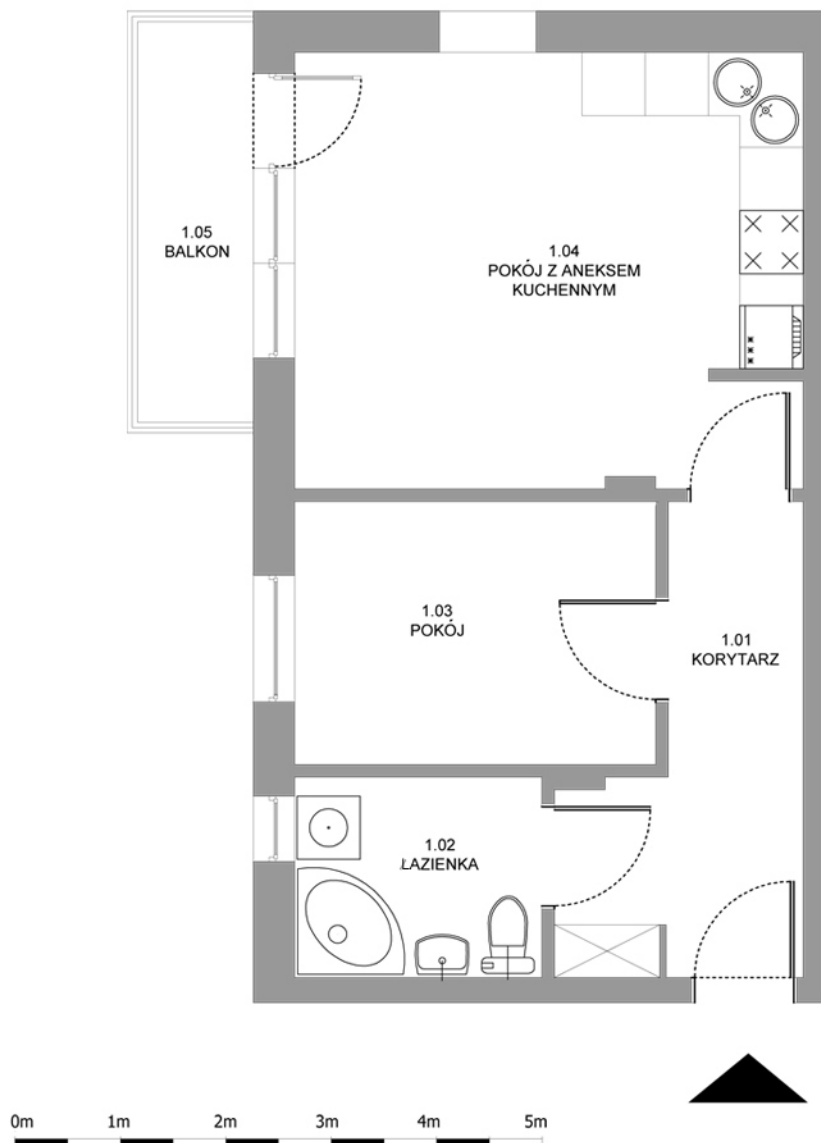 1.05
BALKON
1.04
POKÓJ Z ANEKSEM
KUCHENNYM
1.03
POKÓJ
1.01
KORYTARZ
1.02
ŁAZIENKA
0m 1m 2m 3m 4m 5m